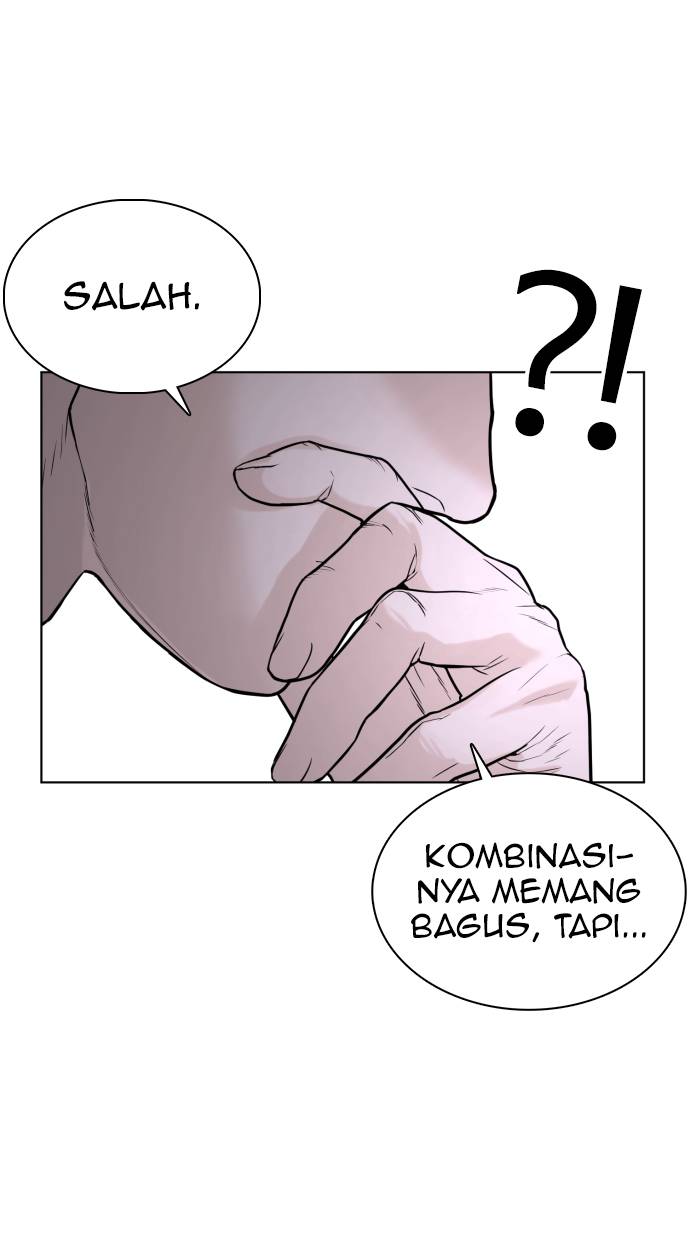 SALAH.
?!
KOMBINASI-
NYA MEMANG
BAGUS, TAPI...